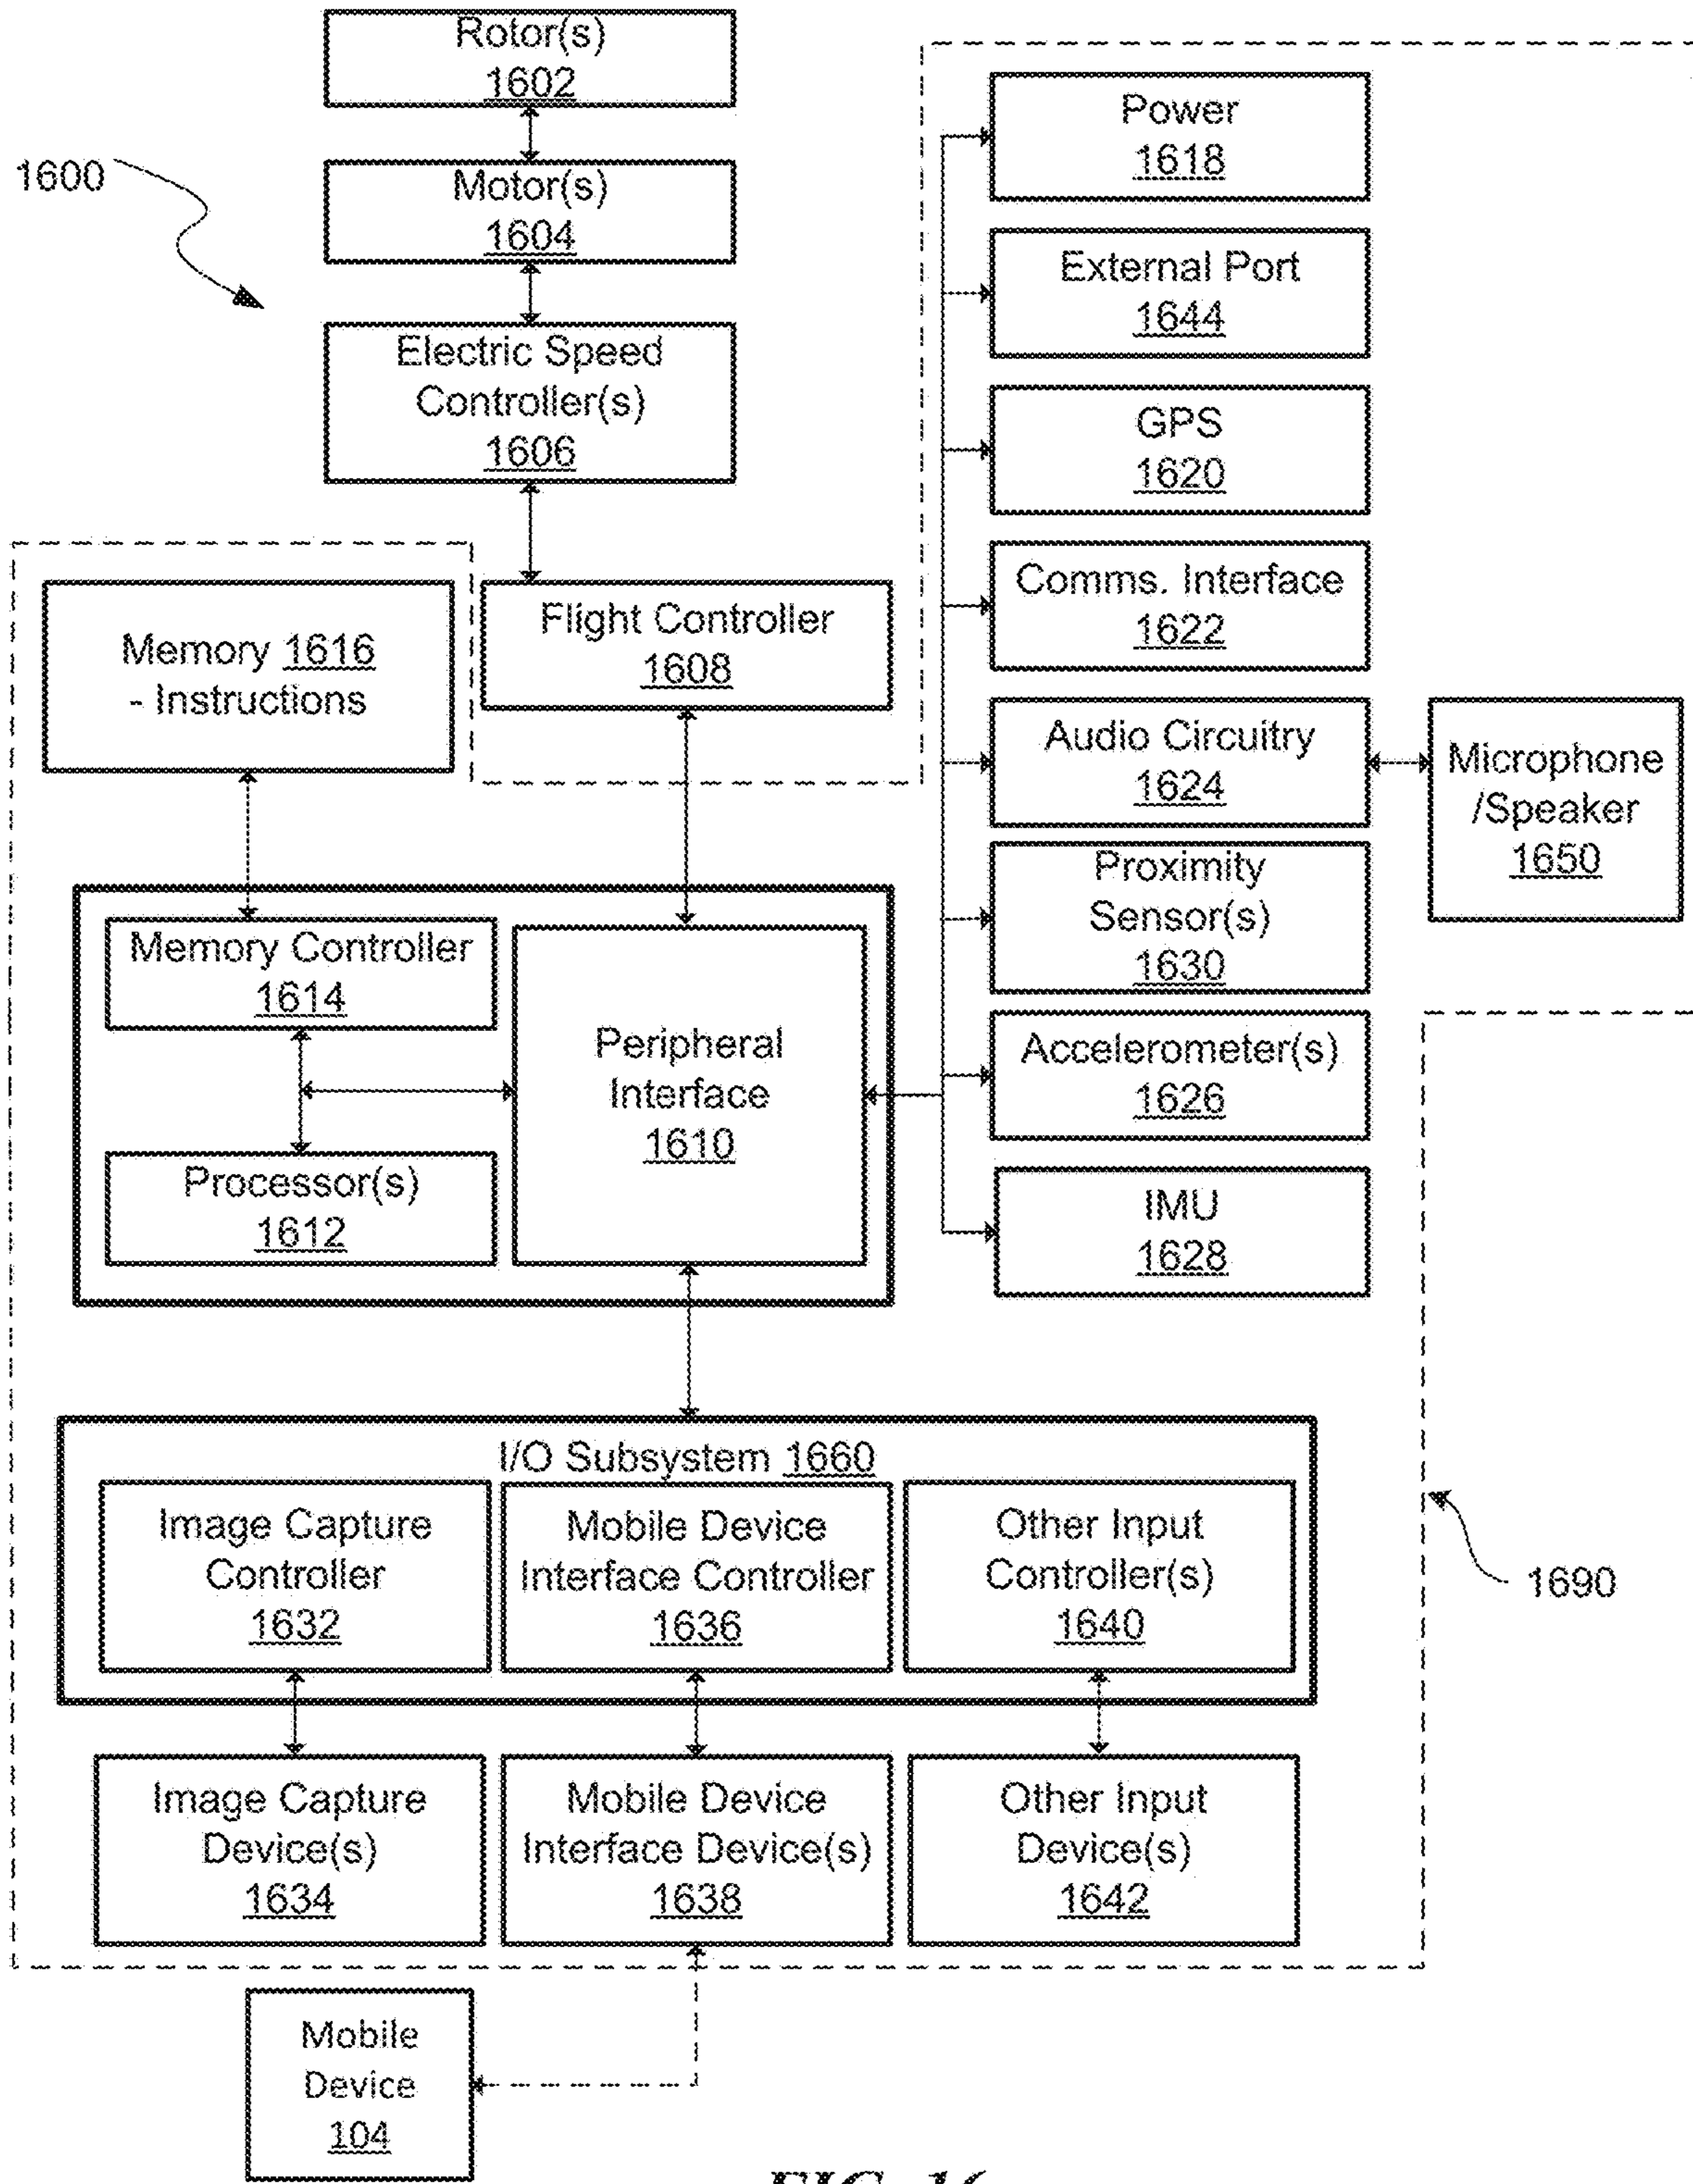 Rotor(s)
1602
1600
Motor(s)
1604
Electric Speed
Controller(s)
1606
Flight Controller
1608
Memory 1616
- Instructions
Memory Controller
1614
Processor(s)
1612
Peripheral
Interface
1610
Power
1618
External Port
1644
GPS
1620
Comms. Interface
1622
Audio Circuitry
1624
Microphone
/Speaker
1650
Proximity
Sensor(s)
1630
Accelerometer(s)
1626
IMU
1628
I/O Subsystem 1660
Image Capture
Controller
1632
Mobile Device
Interface Controller
1636
Other Input
Controller(s)
1640
1690
Image Capture
Device(s)
1634
Mobile Device
Interface Device(s)
1638
Other Input
Device(s)
1642
Mobile
Device
104
FIG. 16